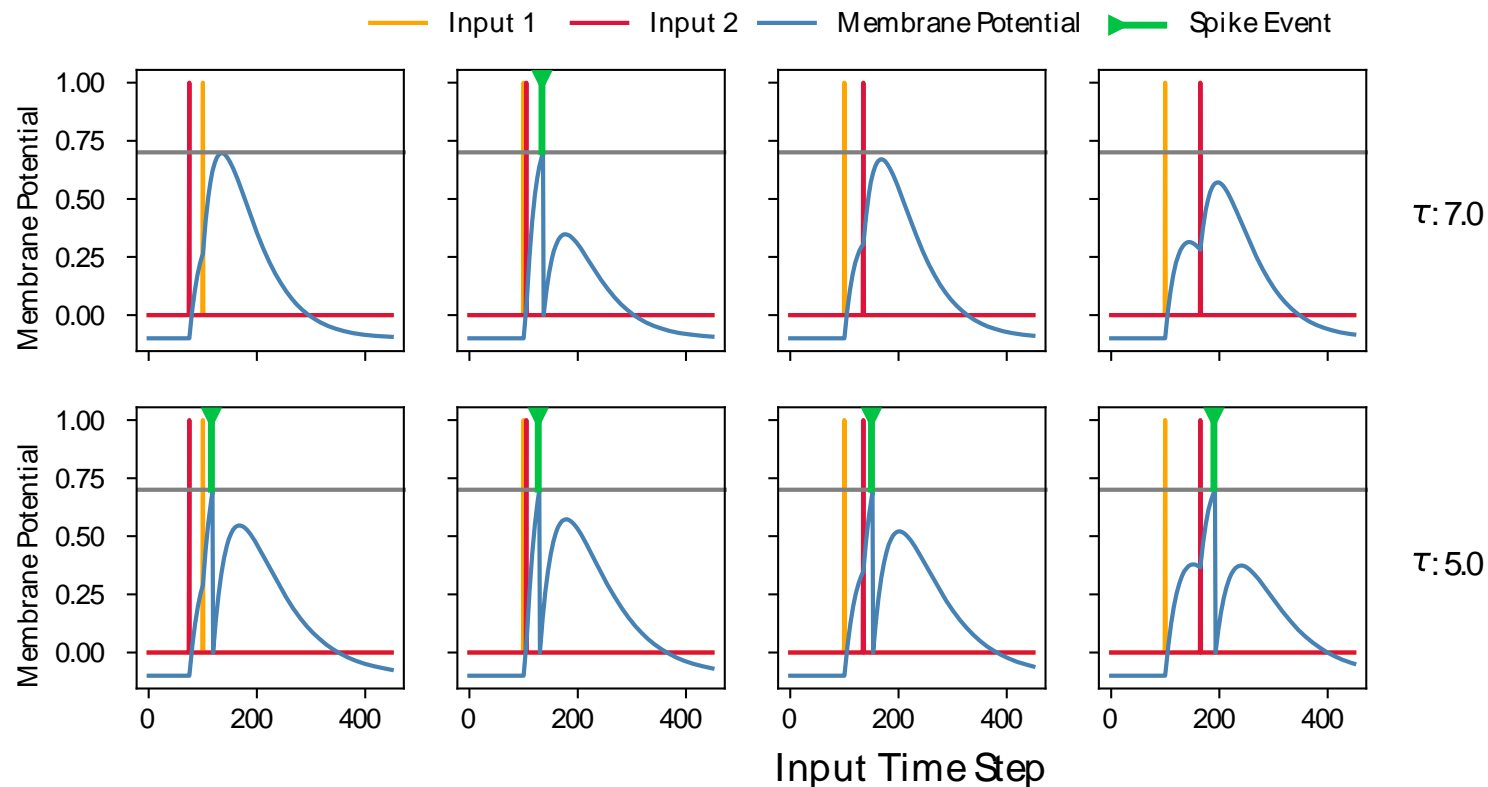 Input 1 Input 2 Membrane Potential Spike Event
Membrane Potential
1.00
0.75
0.50
0.25
0.00
τ: 7.0
Membrane Potential
1.00
0.75
0.50
0.25
0.00
τ: 5.0
0 200 400 0 200 400 0 200 400 0 200 400
Input Time Step